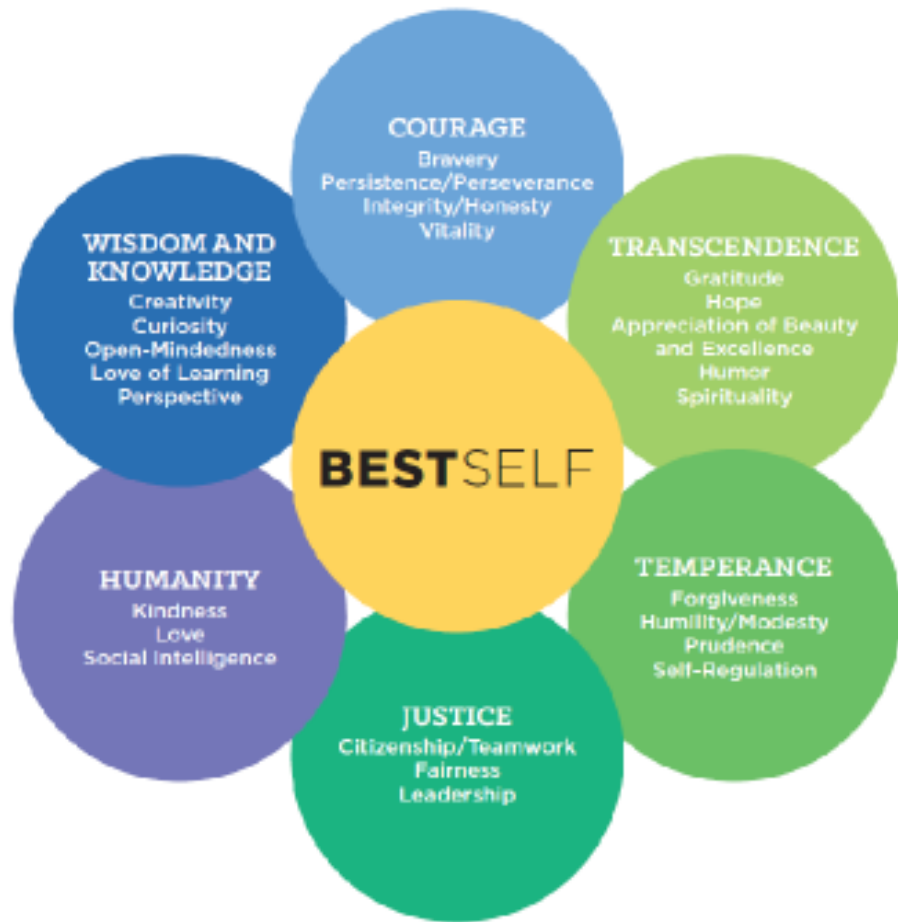 COURAGE
Bravery
Persistence/Perseverance
Integrity/Honesty
Vitality
WISDOM AND
KNOWLEDGE
Creativity
Curiosity
Open-Mindedness
Love of Learning
Perspective
TRANSCENDENCE
Gratitude
Hope
Appreciation of Beauty
and Excellence
Humor
Spirituality
BESTSELF
HUMANITY
Kindness
Love
Social Intelligence
TEMPERANCE
Forgiveness
Humility/Modesty
Prudence
Self-Regulation
JUSTICE
Citizenship/Teamwork
Fairness
Leadership